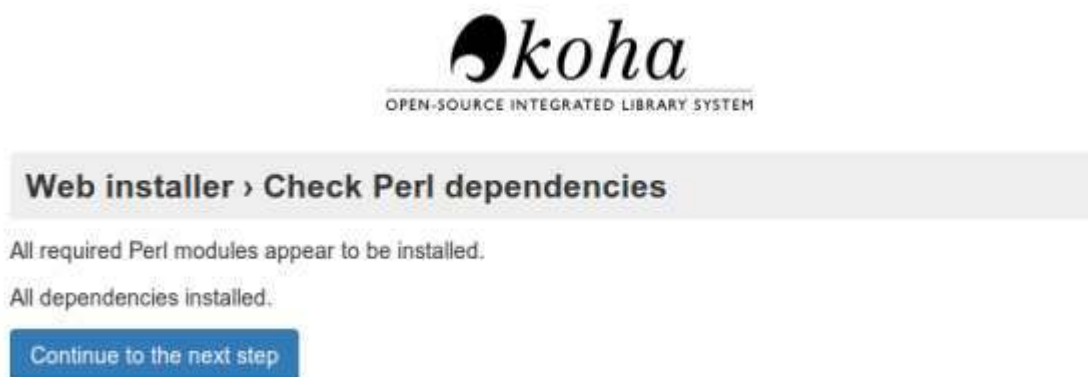 koha
OPEN-SOURCE INTEGRATED LIBRARY SYSTEM
Web installer › Check Perl dependencies
All required Perl modules appear to be installed.
All dependencies installed.
Continue to the next step